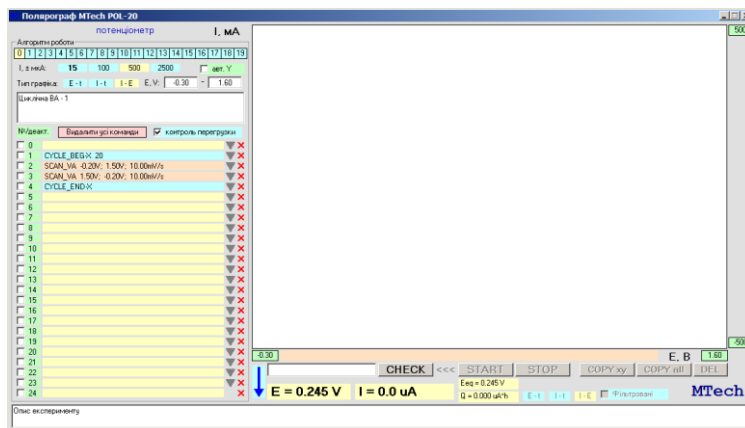 Полярограф MTech POL-20
потенціометр
I, мА
500
Алгоритм роботи
0 1 2 3 4 5 6 7 8 9 10 11 12 13 14 15 16 17 18 19
I, ± мкА: 15 100 500 2500 авт. Y
Тип графіка: E - t I - t I - E E, V: -0.30 ~ 1.60
Циклічна ВА - 1
№/деакт. Видалити усі команди контроль перегрузки
0
1 CYCLE_BEG-X 20
2 SCAN_VA -0.20V; 1.50V; 10.00mV/s
3 SCAN_VA 1.50V; -0.20V; 10.00mV/s
4 CYCLE_END-X
5
6
7
8
9
10
11
12
13
14
15
16
17
18
19
20
21
22
23
24
-500
-0.30 E, В 1.60
CHECK <<< START STOP COPY xy COPY nill DEL
E = 0.245 V I = 0.0 uA
Eeq = 0.245 V
Q = 0.000 uA*h
E - t I - t I - E Фільтровані
MTech
Опис експерименту